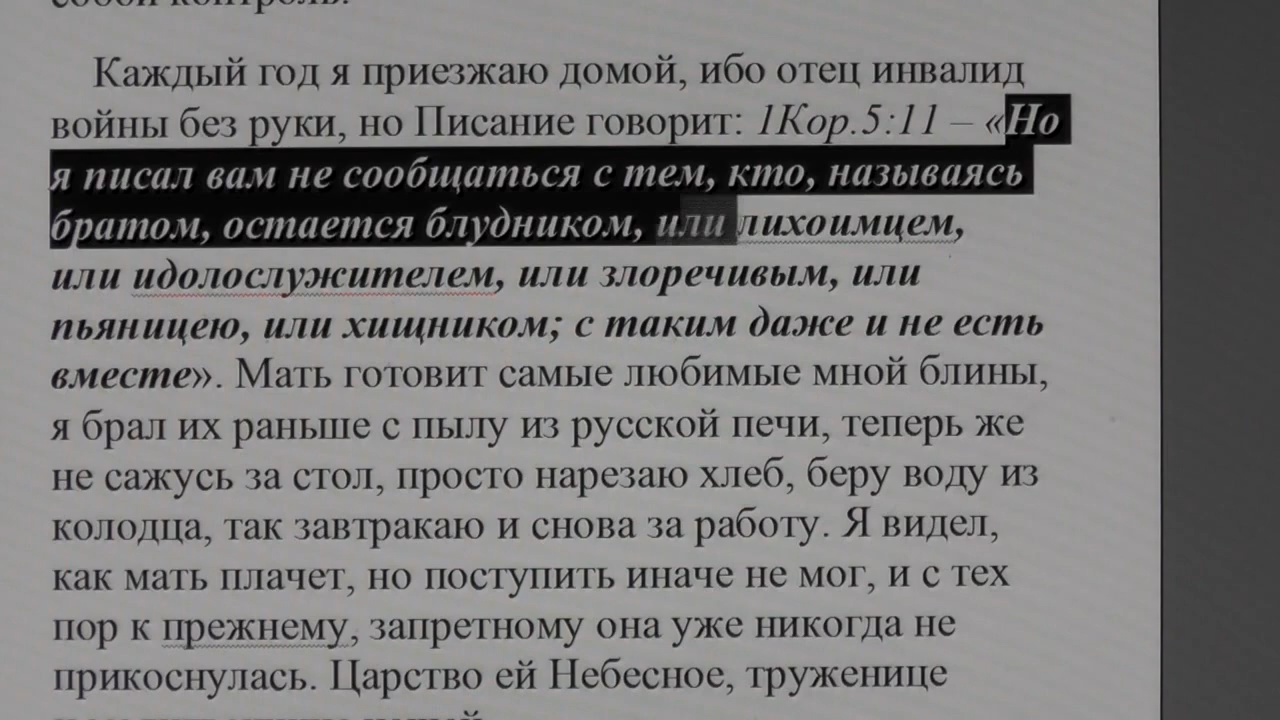 собой контроль.
Каждый год я приезжаю домой, ибо отец инвалид
войны без руки, но Писание говорит: 1Кор.5:11 – «Но
я писал вам не сообщаться с тем, кто, называясь
братом, остается блудником, или лихоимцем,
или идолослужителем, или злоречивым, или
пьяницею, или хищником; с таким даже и не есть
вместе». Мать готовит самые любимые мной блины,
я брал их раньше с пылу из русской печи, теперь же
не сажусь за стол, просто нарезаю хлеб, беру воду из
колодца, так завтракаю и снова за работу. Я видел,
как мать плачет, но поступить иначе не мог, и с тех
пор к прежнему, запретному она уже никогда не
прикоснулась. Царство ей Небесное, труженице